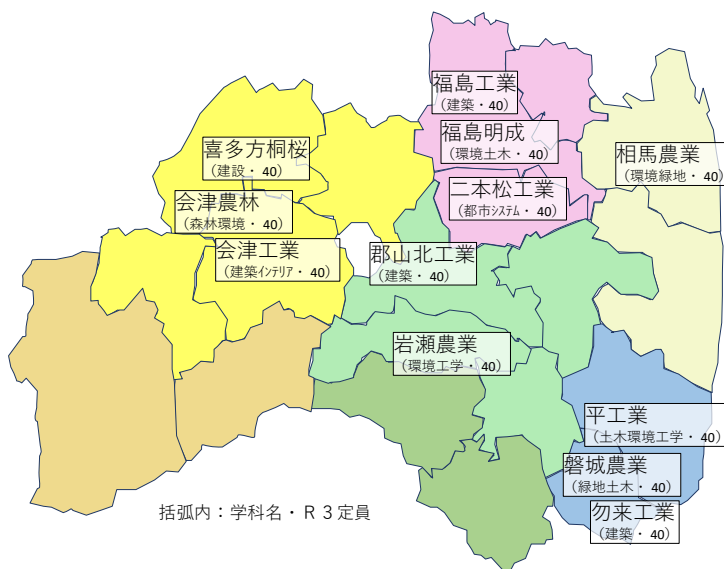 福島工業
(建築・40)
福島明成
(環境土木・40)
喜多方桐桜
(建設・40)
相馬農業
(環境緑地・40)
二本松工業
(都市システム・40)
会津農林
(森林環境・40)
会津工業
(建築インテリア・40)
郡山北工業
(建築・40)
岩瀬農業
(環境工学・40)
平工業
(土木環境工学・40)
磐城農業
(緑地土木・40)
勿来工業
(建築・40)
括弧内：学科名・R３定員